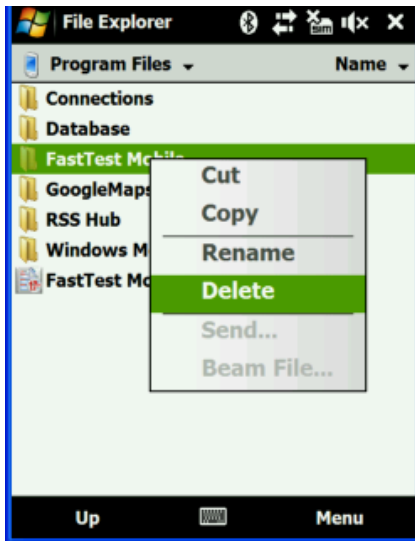 File Explorer
Program Files Name
Connections
Database
FastTest Mobile
GoogleMaps
RSS Hub
Windows M
FastTest Mo
Cut
Copy
Rename
Delete
Send...
Beam File...
Up Menu